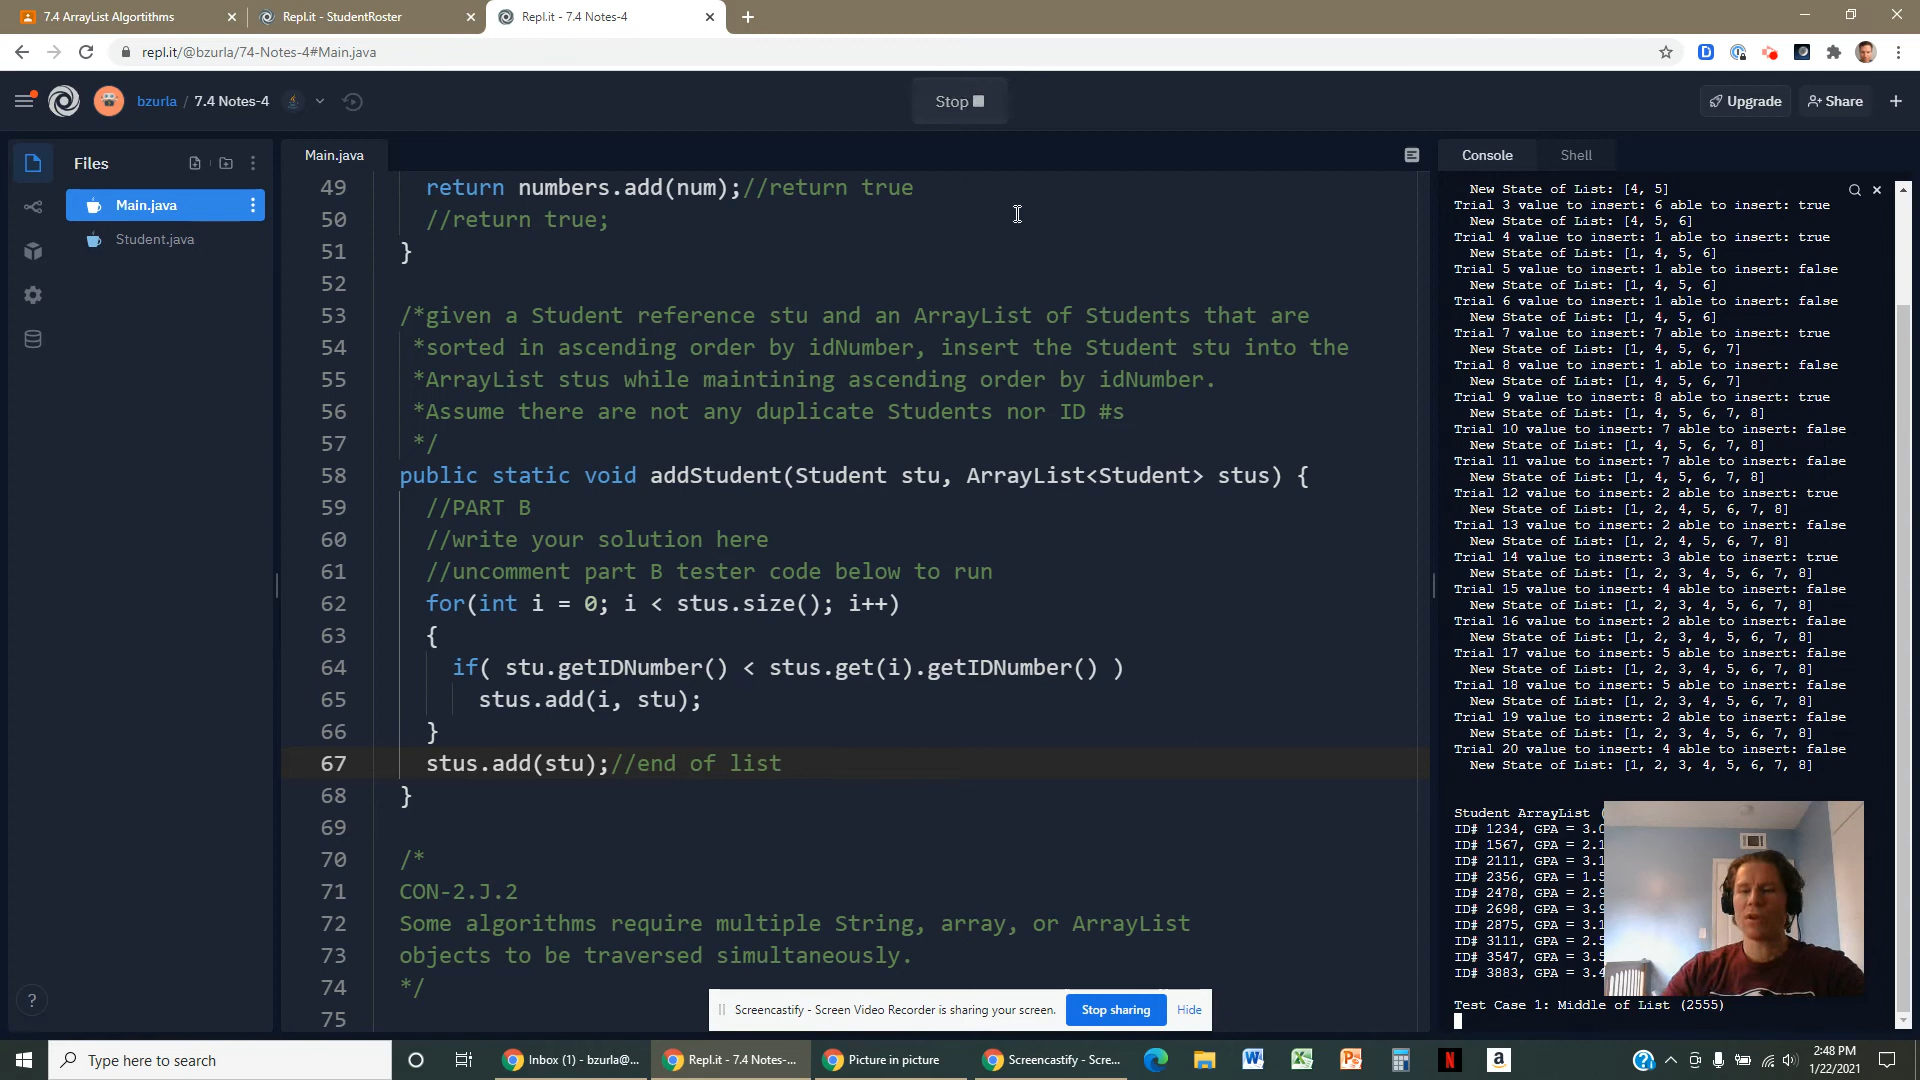 7.4 ArrayList Algortithms
Repl.it - StudentRoster
Repl.it - 7.4 Notes-4
repl.it/@bzurla/74-Notes-4#Main.java
bzurla / 7.4 Notes-4
Stop
Upgrade
Share
Files
Main.java
Student.java
Main.java
49 return numbers.add(num);//return true
50 //return true;
51 }
52
53 /*given a Student reference stu and an ArrayList of Students that are
54 *sorted in ascending order by idNumber, insert the Student stu into the
55 *ArrayList stus while maintining ascending order by idNumber.
56 *Assume there are not any duplicate Students nor ID #s
57 */
58 public static void addStudent(Student stu, ArrayList<Student> stus) {
59 //PART B
60 //write your solution here
61 //uncomment part B tester code below to run
62 for(int i = 0; i < stus.size(); i++)
63 {
64 if( stu.getIDNumber() < stus.get(i).getIDNumber() )
65 stus.add(i, stu);
66 }
67 stus.add(stu);//end of list
68 }
69
70 /*
71 CON-2.J.2
72 Some algorithms require multiple String, array, or ArrayList
73 objects to be traversed simultaneously.
74 */
75
Console
Shell
New State of List: [4, 5]
Trial 3 value to insert: 6 able to insert: true
New State of List: [4, 5, 6]
Trial 4 value to insert: 1 able to insert: true
New State of List: [1, 4, 5, 6]
Trial 5 value to insert: 1 able to insert: false
New State of List: [1, 4, 5, 6]
Trial 6 value to insert: 1 able to insert: false
New State of List: [1, 4, 5, 6]
Trial 7 value to insert: 7 able to insert: true
New State of List: [1, 4, 5, 6, 7]
Trial 8 value to insert: 1 able to insert: false
New State of List: [1, 4, 5, 6, 7]
Trial 9 value to insert: 8 able to insert: true
New State of List: [1, 4, 5, 6, 7, 8]
Trial 10 value to insert: 7 able to insert: false
New State of List: [1, 4, 5, 6, 7, 8]
Trial 11 value to insert: 7 able to insert: false
New State of List: [1, 4, 5, 6, 7, 8]
Trial 12 value to insert: 2 able to insert: true
New State of List: [1, 2, 4, 5, 6, 7, 8]
Trial 13 value to insert: 2 able to insert: false
New State of List: [1, 2, 4, 5, 6, 7, 8]
Trial 14 value to insert: 3 able to insert: true
New State of List: [1, 2, 3, 4, 5, 6, 7, 8]
Trial 15 value to insert: 4 able to insert: false
New State of List: [1, 2, 3, 4, 5, 6, 7, 8]
Trial 16 value to insert: 2 able to insert: false
New State of List: [1, 2, 3, 4, 5, 6, 7, 8]
Trial 17 value to insert: 5 able to insert: false
New State of List: [1, 2, 3, 4, 5, 6, 7, 8]
Trial 18 value to insert: 5 able to insert: false
New State of List: [1, 2, 3, 4, 5, 6, 7, 8]
Trial 19 value to insert: 2 able to insert: false
New State of List: [1, 2, 3, 4, 5, 6, 7, 8]
Trial 20 value to insert: 4 able to insert: false
New State of List: [1, 2, 3, 4, 5, 6, 7, 8]
Student ArrayList (
ID# 1234, GPA = 3.0
ID# 1567, GPA = 2.1
ID# 2111, GPA = 3.1
ID# 2356, GPA = 1.5
ID# 2478, GPA = 2.9
ID# 2698, GPA = 3.9
ID# 2875, GPA = 3.1
ID# 3111, GPA = 2.5
ID# 3547, GPA = 3.5
ID# 3883, GPA = 3.4
Test Case 1: Middle of List (2555)
Screencastify - Screen Video Recorder is sharing your screen.
Stop sharing
Hide
Type here to search
Inbox (1) - bzurla@...
Repl.it - 7.4 Notes-...
Picture in picture
Screencastify - Scre...
2:48 PM
1/22/2021